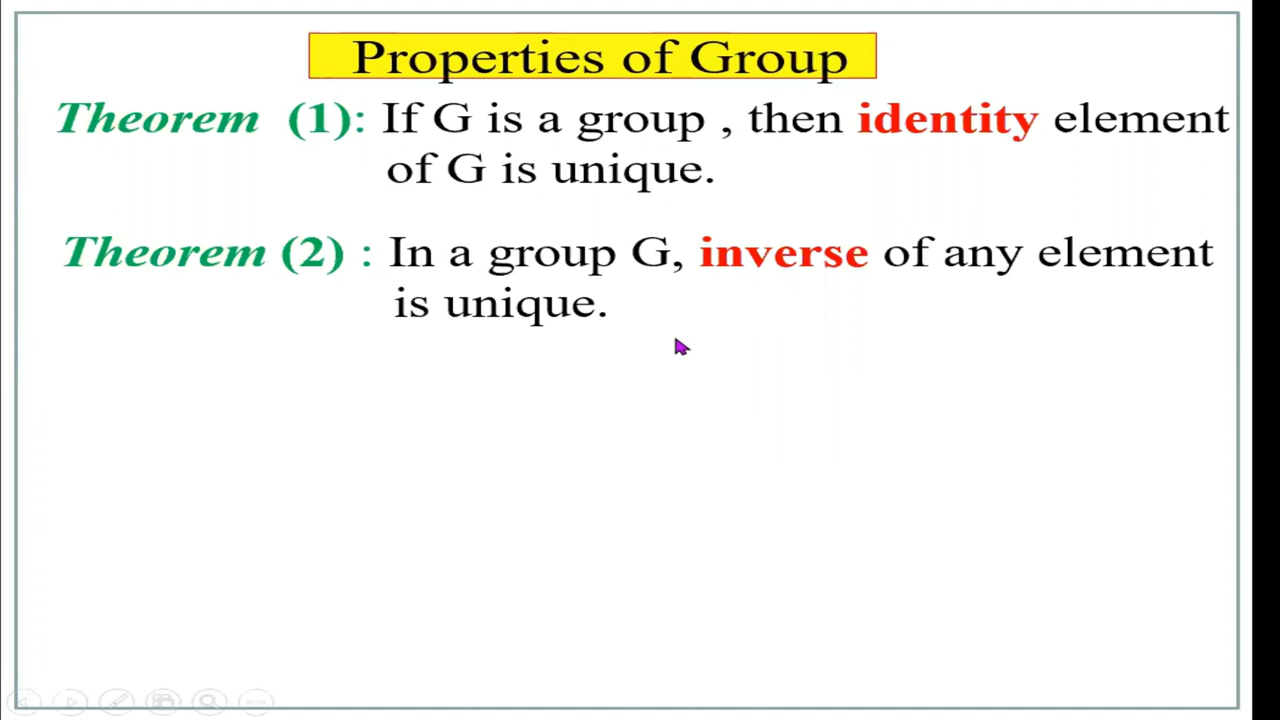 Properties of Group
Theorem (1): If G is a group , then identity element
of G is unique.
Theorem (2) : In a group G, inverse of any element
is unique.